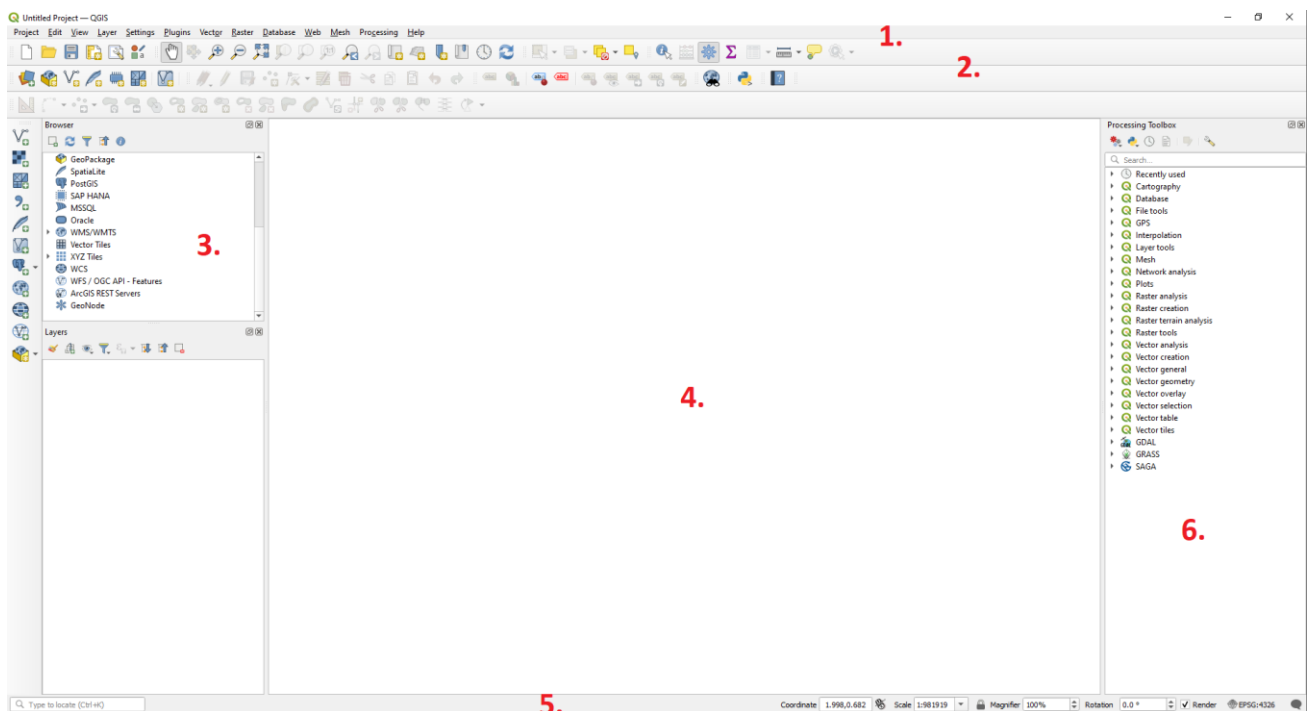 Untitled Project — QGIS
Project Edit View Layer Settings Plugins Vector Raster Database Web Mesh Processing Help
1.
2.
Browser
GeoPackage
SpatiaLite
PostGIS
SAP HANA
MSSQL
Oracle
WMS/WMTS
Vector Tiles
XYZ Tiles
WCS
WFS / OGC API - Features
ArcGIS REST Servers
GeoNode
3.
Layers
4.
Processing Toolbox
Search...
Recently used
Cartography
Database
File tools
GPS
Interpolation
Layer tools
Mesh
Network analysis
Plots
Raster analysis
Raster creation
Raster terrain analysis
Raster tools
Vector analysis
Vector creation
Vector general
Vector geometry
Vector overlay
Vector selection
Vector table
Vector tiles
GDAL
GRASS
SAGA
6.
5.
Type to locate (Ctrl+K) Coordinate 1.998,0.682 Scale 1:981919 Magnifier 100% Rotation 0.0 ° Render EPSG:4326